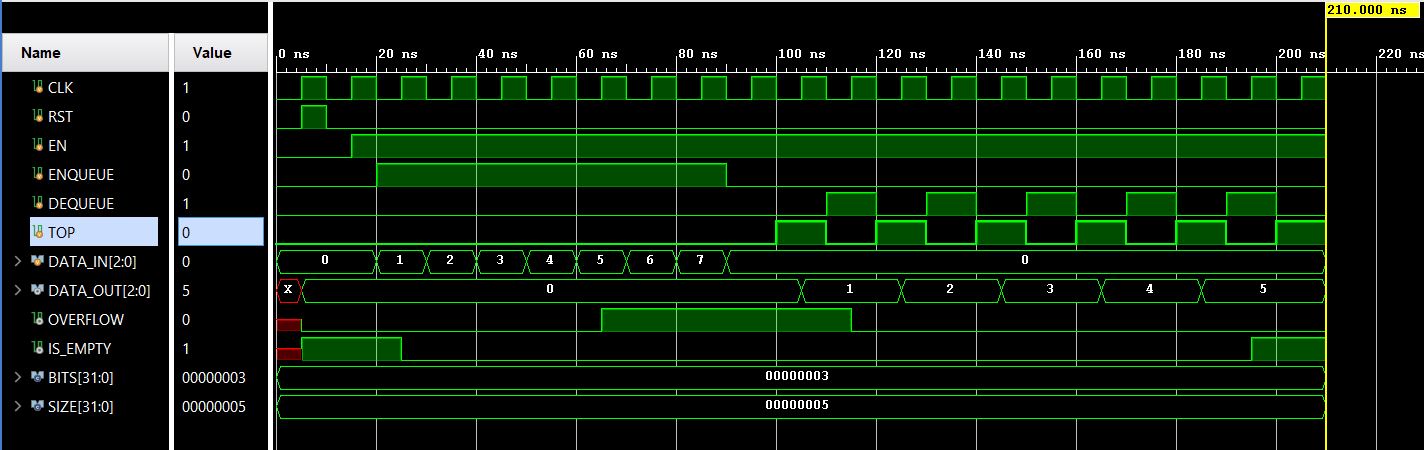 210.000 ns
Name Value 0 ns 20 ns 40 ns 60 ns 80 ns 100 ns 120 ns 140 ns 160 ns 180 ns 200 ns 220 ns
CLK 1
RST 0
EN 1
ENQUEUE 0
DEQUEUE 1
TOP 0
DATA_IN[2:0] 0 0 1 2 3 4 5 6 7 0
DATA_OUT[2:0] 5 X 0 1 2 3 4 5
OVERFLOW 0
IS_EMPTY 1
BITS[31:0] 00000003 00000003
SIZE[31:0] 00000005 00000005